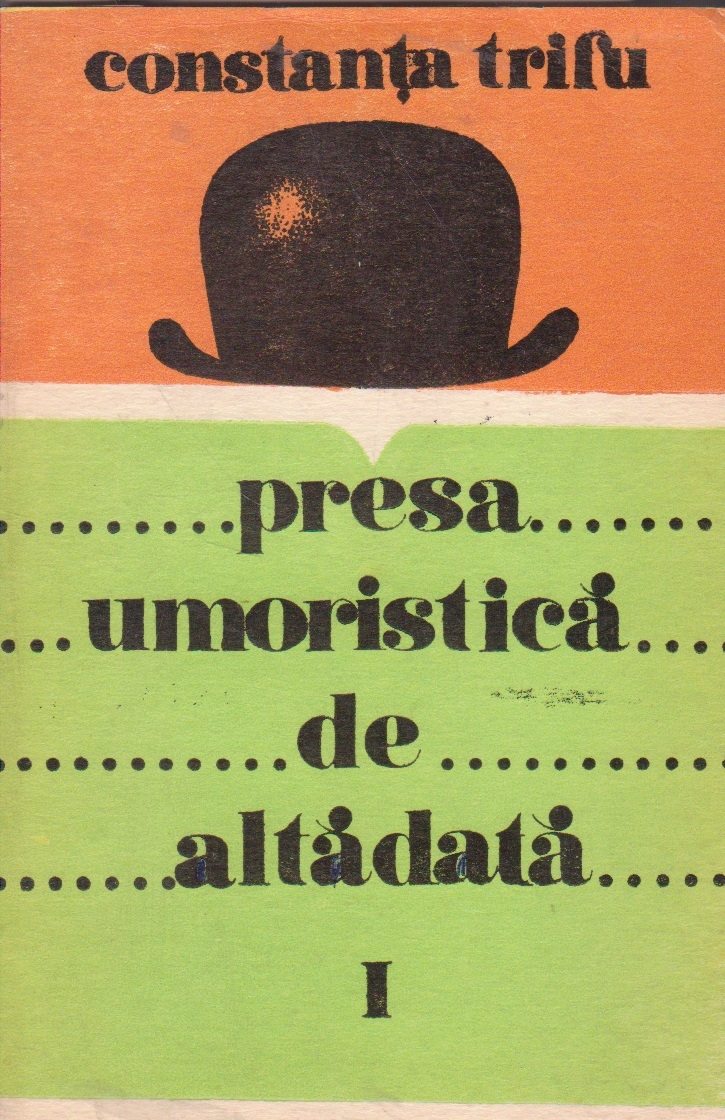 constanța trifu
presa
umoristică
de
altădată
I